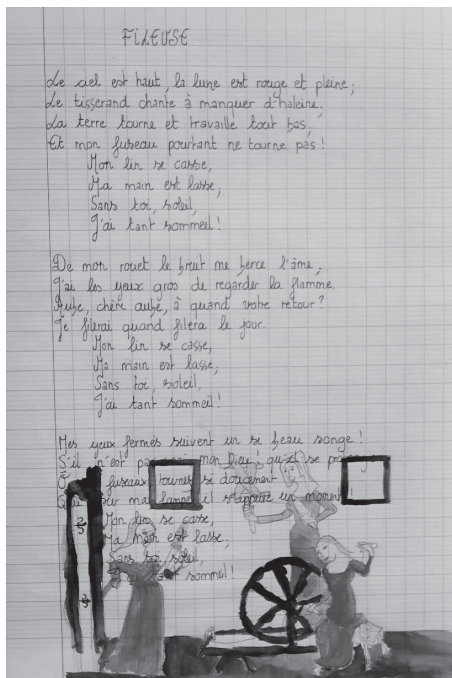 FILEUSE
Le ciel est haut, la lune est rouge et pleine;
Le tisserand chante à manquer d'haleine.
La terre tourne et travaille tout bas,
Et mon fuseau pourtant ne tourne pas !
Mon lin se casse,
Ma main est lasse,
Sans toi, soleil,
J'ai tant sommeil !
De mon rouet le bruit me berce l'âme,
J'ai les yeux gros de regarder la flamme,
Aube, chère aube, à quand votre retour ?
Je filerai quand filera le jour.
Mon lin se casse,
Ma main est lasse;
Sans toi, soleil,
J'ai tant sommeil !
Mes yeux fermés suivent un si beau songe !
S'il n'est pas vrai mon Dieu ! qu'il se
fuseaux tournez si doucement
ma lampe il s'appuie un moment
Mon lin se casse,
Ma main est lasse;
Sans toi, soleil,
tant sommeil !